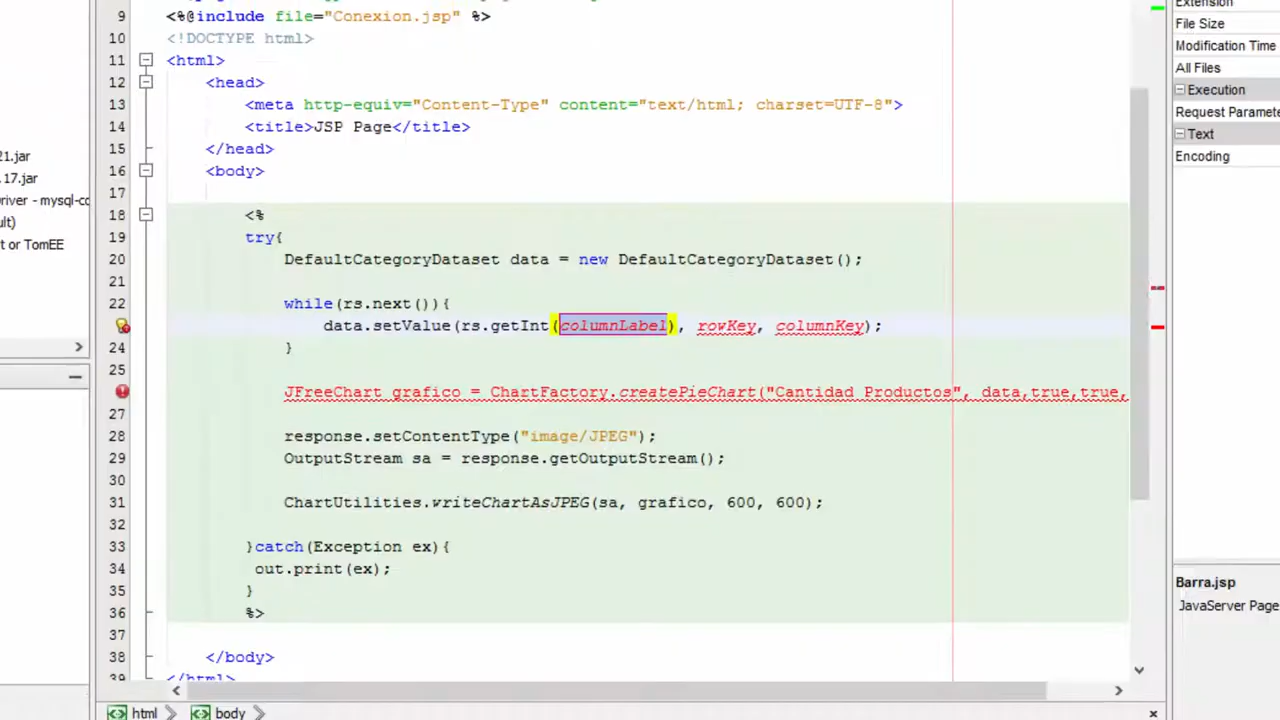 Extension
9 <%@include file="Conexion.jsp" %>
File Size
10 <!DOCTYPE html>
Modification Time
11 <html>
All Files
12 <head>
Execution
13 <meta http-equiv="Content-Type" content="text/html; charset=UTF-8">
Request Paramete
14 <title>JSP Page</title>
Text
15 </head>
21.jar
Encoding
16 <body>
.17.jar
17
river - mysql-co
18 <%
ult)
19 try{
t or TomEE
20 DefaultCategoryDataset data = new DefaultCategoryDataset();
21
22 while(rs.next()){
data.setValue(rs.getInt(columnLabel), rowKey, columnKey);
24 }
25
JFreeChart grafico = ChartFactory.createPieChart("Cantidad Productos", data,true,true,
27
28 response.setContentType("image/JPEG");
29 OutputStream sa = response.getOutputStream();
30
31 ChartUtilities.writeChartAsJPEG(sa, grafico, 600, 600);
32
33 }catch(Exception ex){
34 out.print(ex);
35 }
36 %>
Barra.jsp
JavaServer Page
37
38 </body>
39 </html>
html body